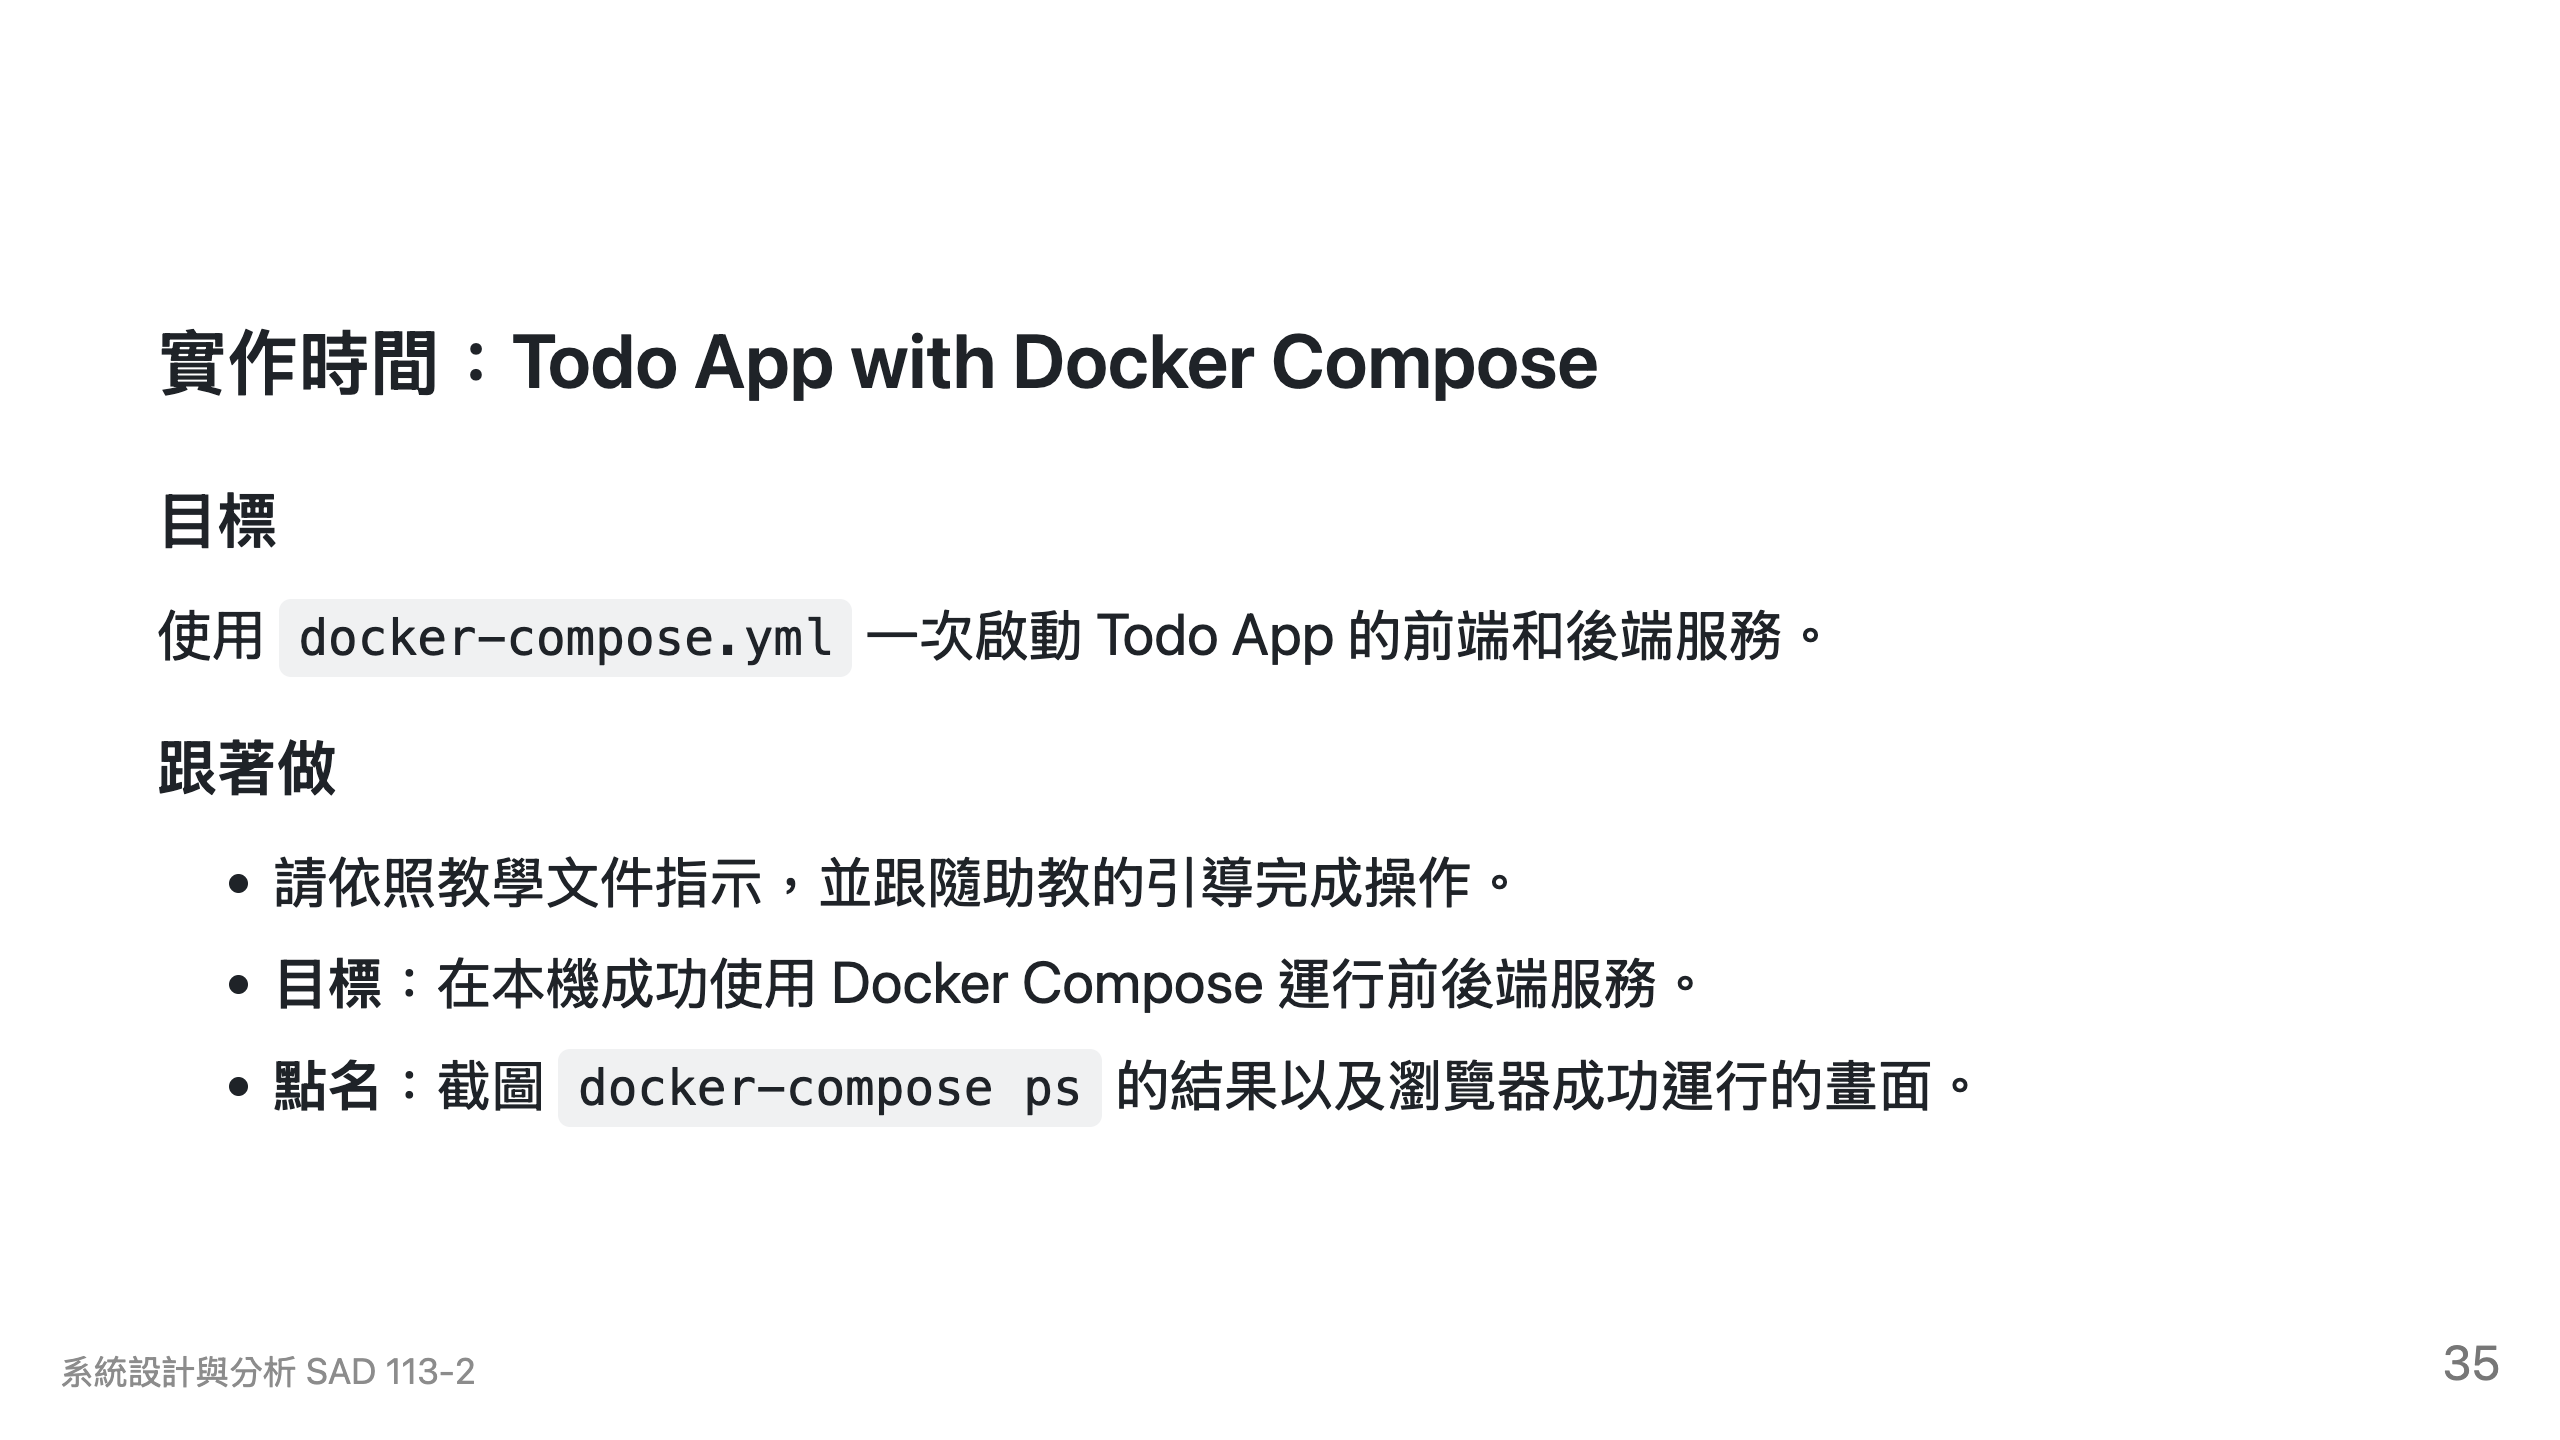 實作時間：Todo App with Docker Compose
目標
使用 docker-compose.yml 一次啟動 Todo App 的前端和後端服務。
跟著做
• 請依照教學文件指示，並跟隨助教的引導完成操作。
• 目標：在本機成功使用 Docker Compose 運行前後端服務。
• 點名：截圖 docker-compose ps 的結果以及瀏覽器成功運行的畫面。
系統設計與分析 SAD 113-2
35